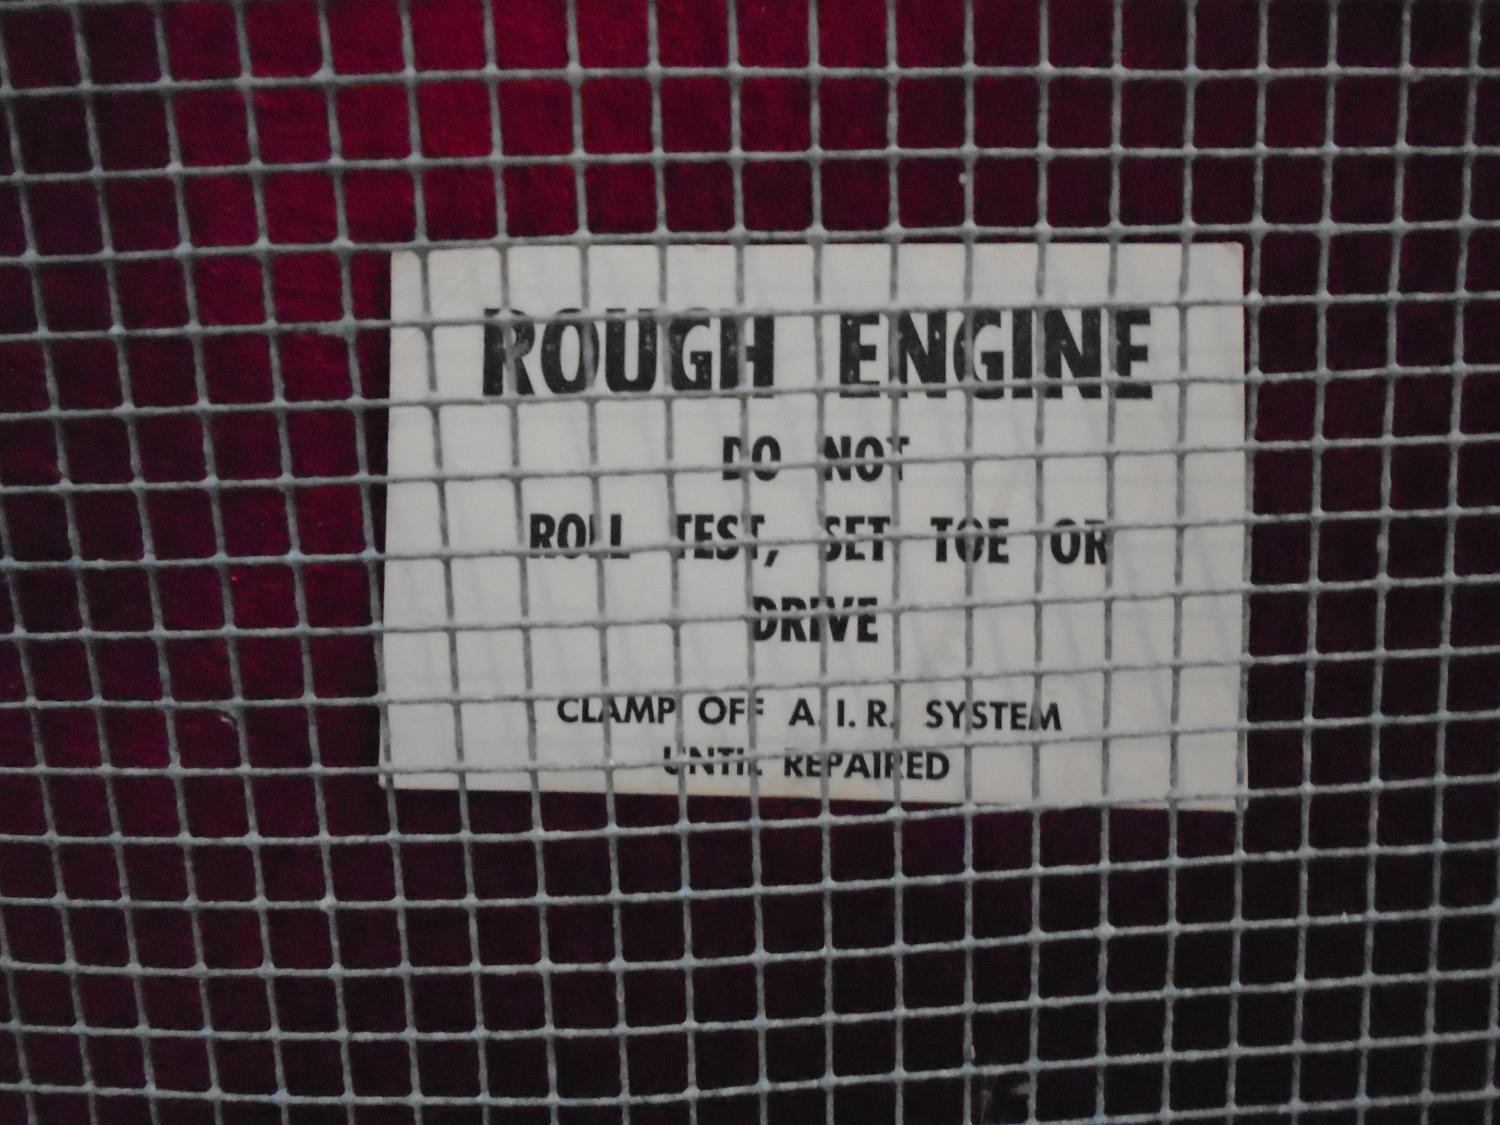 ROUGH ENGINE
DO NOT
ROLL TEST, SET TOE OR
DRIVE
CLAMP OFF A.I.R. SYSTEM
UNTIL REPAIRED